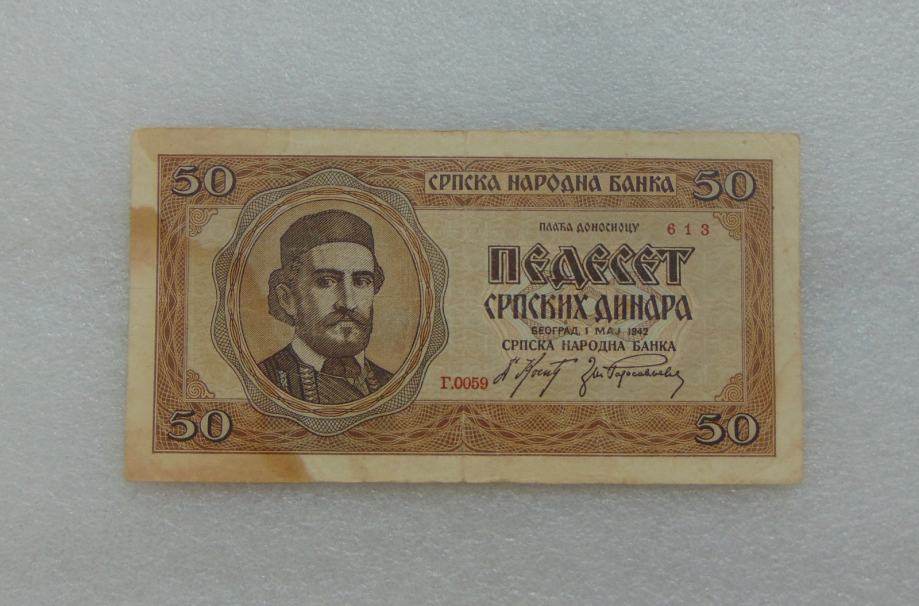 50 СРПСКА НАРОДНА БАНКА 50
ПЛАЋА ДОНОСИОЦУ 613
ПЕДЕСЕТ
СРПСКИХ ДИНАРА
БЕОГРАД, 1 МАЈ 1942
СРПСКА НАРОДНА БАНКА
Г.0059
50 50